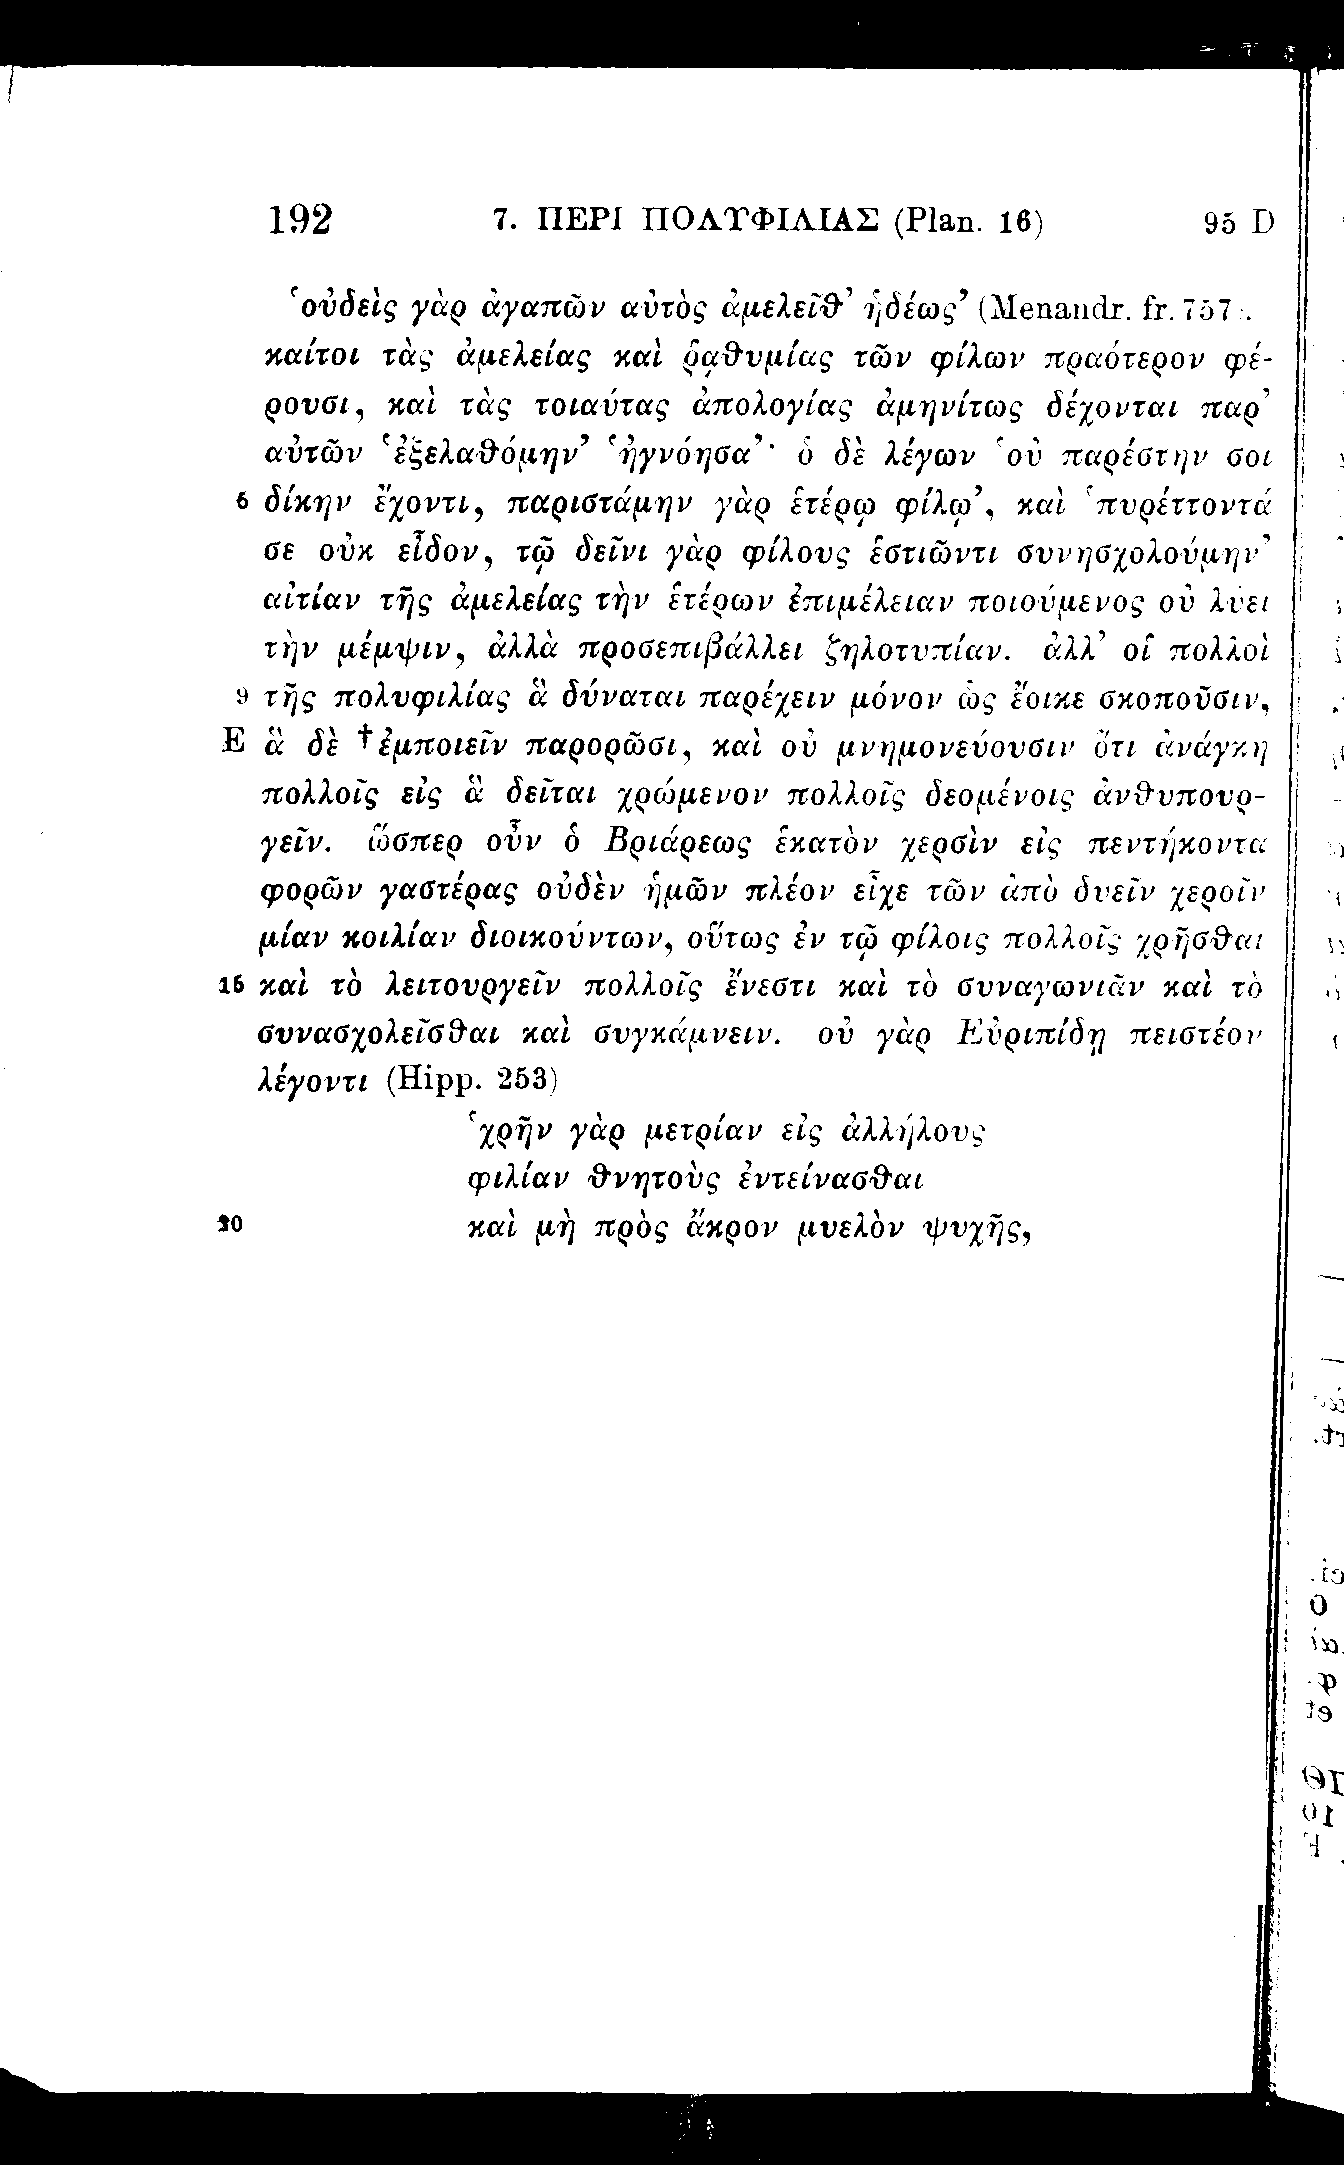 192 7. ΠΕΡΙ ΠΟΛΥΦΙΛΙΑΣ (Plan. 16) 95 D
‘οὐδεὶς γὰρ ἀγαπῶν αὐτὸς ἀμελεῖθ’ ἡδέως’ (Menandr. fr. 757).
καίτοι τὰς ἀμελείας καὶ ῥᾳθυμίας τῶν φίλων πραότερον φέ-
ρουσι, καὶ τὰς τοιαύτας ἀπολογίας ἀμηνίτως δέχονται παρ’
αὐτῶν ‘ἐξελαθόμην’ ‘ἠγνόησα’· ὁ δὲ λέγων ‘οὐ παρέστην σοι
5 δίκην ἔχοντι, παριστάμην γὰρ ἑτέρῳ φίλῳ’, καὶ ‘πυρέττοντά
σε οὐκ εἶδον, τῷ δεῖνι γὰρ φίλους ἑστιῶντι συνησχολούμην’
αἰτίαν τῆς ἀμελείας τὴν ἑτέρων ἐπιμέλειαν ποιούμενος οὐ λύει
τὴν μέμψιν, ἀλλὰ προσεπιβάλλει ζηλοτυπίαν. ἀλλ’ οἱ πολλοὶ
9 τῆς πολυφιλίας ἃ δύναται παρέχειν μόνον ὡς ἔοικε σκοποῦσιν,
E ἃ δὲ †ἐμποιεῖν παρορῶσι, καὶ οὐ μνημονεύουσιν ὅτι ἀνάγκη
πολλοῖς εἰς ἃ δεῖται χρώμενον πολλοῖς δεομένοις ἀνθυπουρ-
γεῖν. ὥσπερ οὖν ὁ Βριάρεως ἑκατὸν χερσὶν εἰς πεντήκοντα
φορῶν γαστέρας οὐδὲν ἡμῶν πλέον εἶχε τῶν ἀπὸ δυεῖν χεροῖν
μίαν κοιλίαν διοικούντων, οὕτως ἐν τῷ φίλοις πολλοῖς χρῆσθαι
15 καὶ τὸ λειτουργεῖν πολλοῖς ἔνεστι καὶ τὸ συναγωνιᾶν καὶ τὸ
συνασχολεῖσθαι καὶ συγκάμνειν. οὐ γὰρ Εὐριπίδῃ πειστέον
λέγοντι (Hipp. 253)
‘χρῆν γὰρ μετρίαν εἰς ἀλλήλους
φιλίαν θνητοὺς ἐντείνασθαι
20 καὶ μὴ πρὸς ἄκρον μυελὸν ψυχῆς,